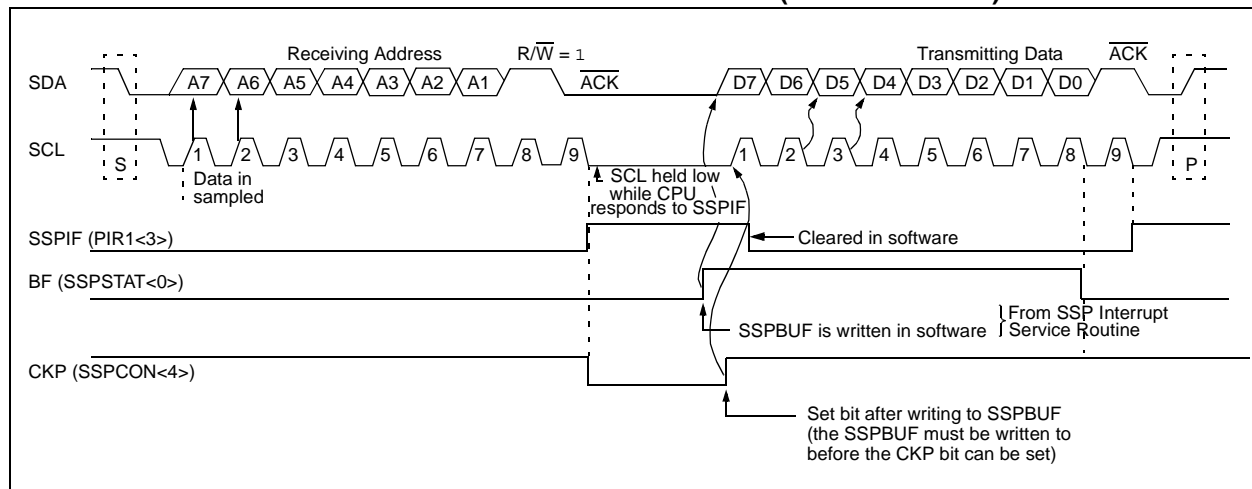 Receiving Address R/W = 1 Transmitting Data ACK
SDA A7 A6 A5 A4 A3 A2 A1 ACK D7 D6 D5 D4 D3 D2 D1 D0
SCL S 1 2 3 4 5 6 7 8 9 1 2 3 4 5 6 7 8 9 P
Data in
sampled
SCL held low
while CPU
responds to SSPIF
SSPIF (PIR1<3>)
Cleared in software
BF (SSPSTAT<0>)
SSPBUF is written in software
From SSP Interrupt
Service Routine
CKP (SSPCON<4>)
Set bit after writing to SSPBUF
(the SSPBUF must be written to
before the CKP bit can be set)